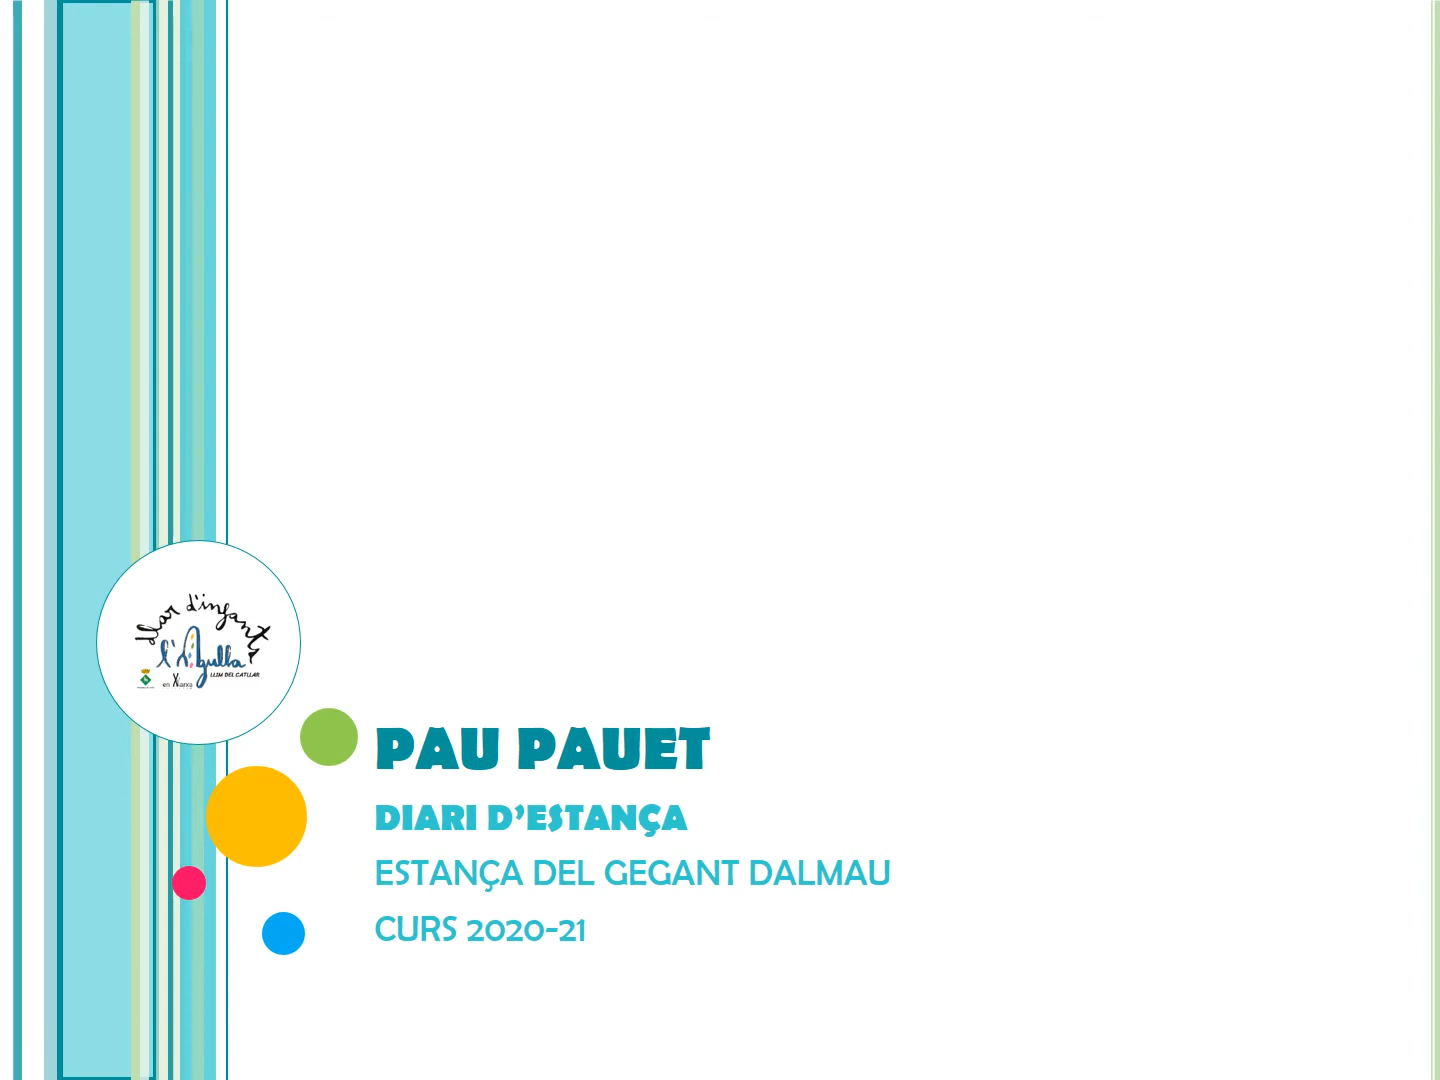 llar d'infants
l'Agulla
LLIM DEL CATLLAR
en Xarxa
PAU PAUET
DIARI D’ESTANÇA
ESTANÇA DEL GEGANT DALMAU
CURS 2020-21